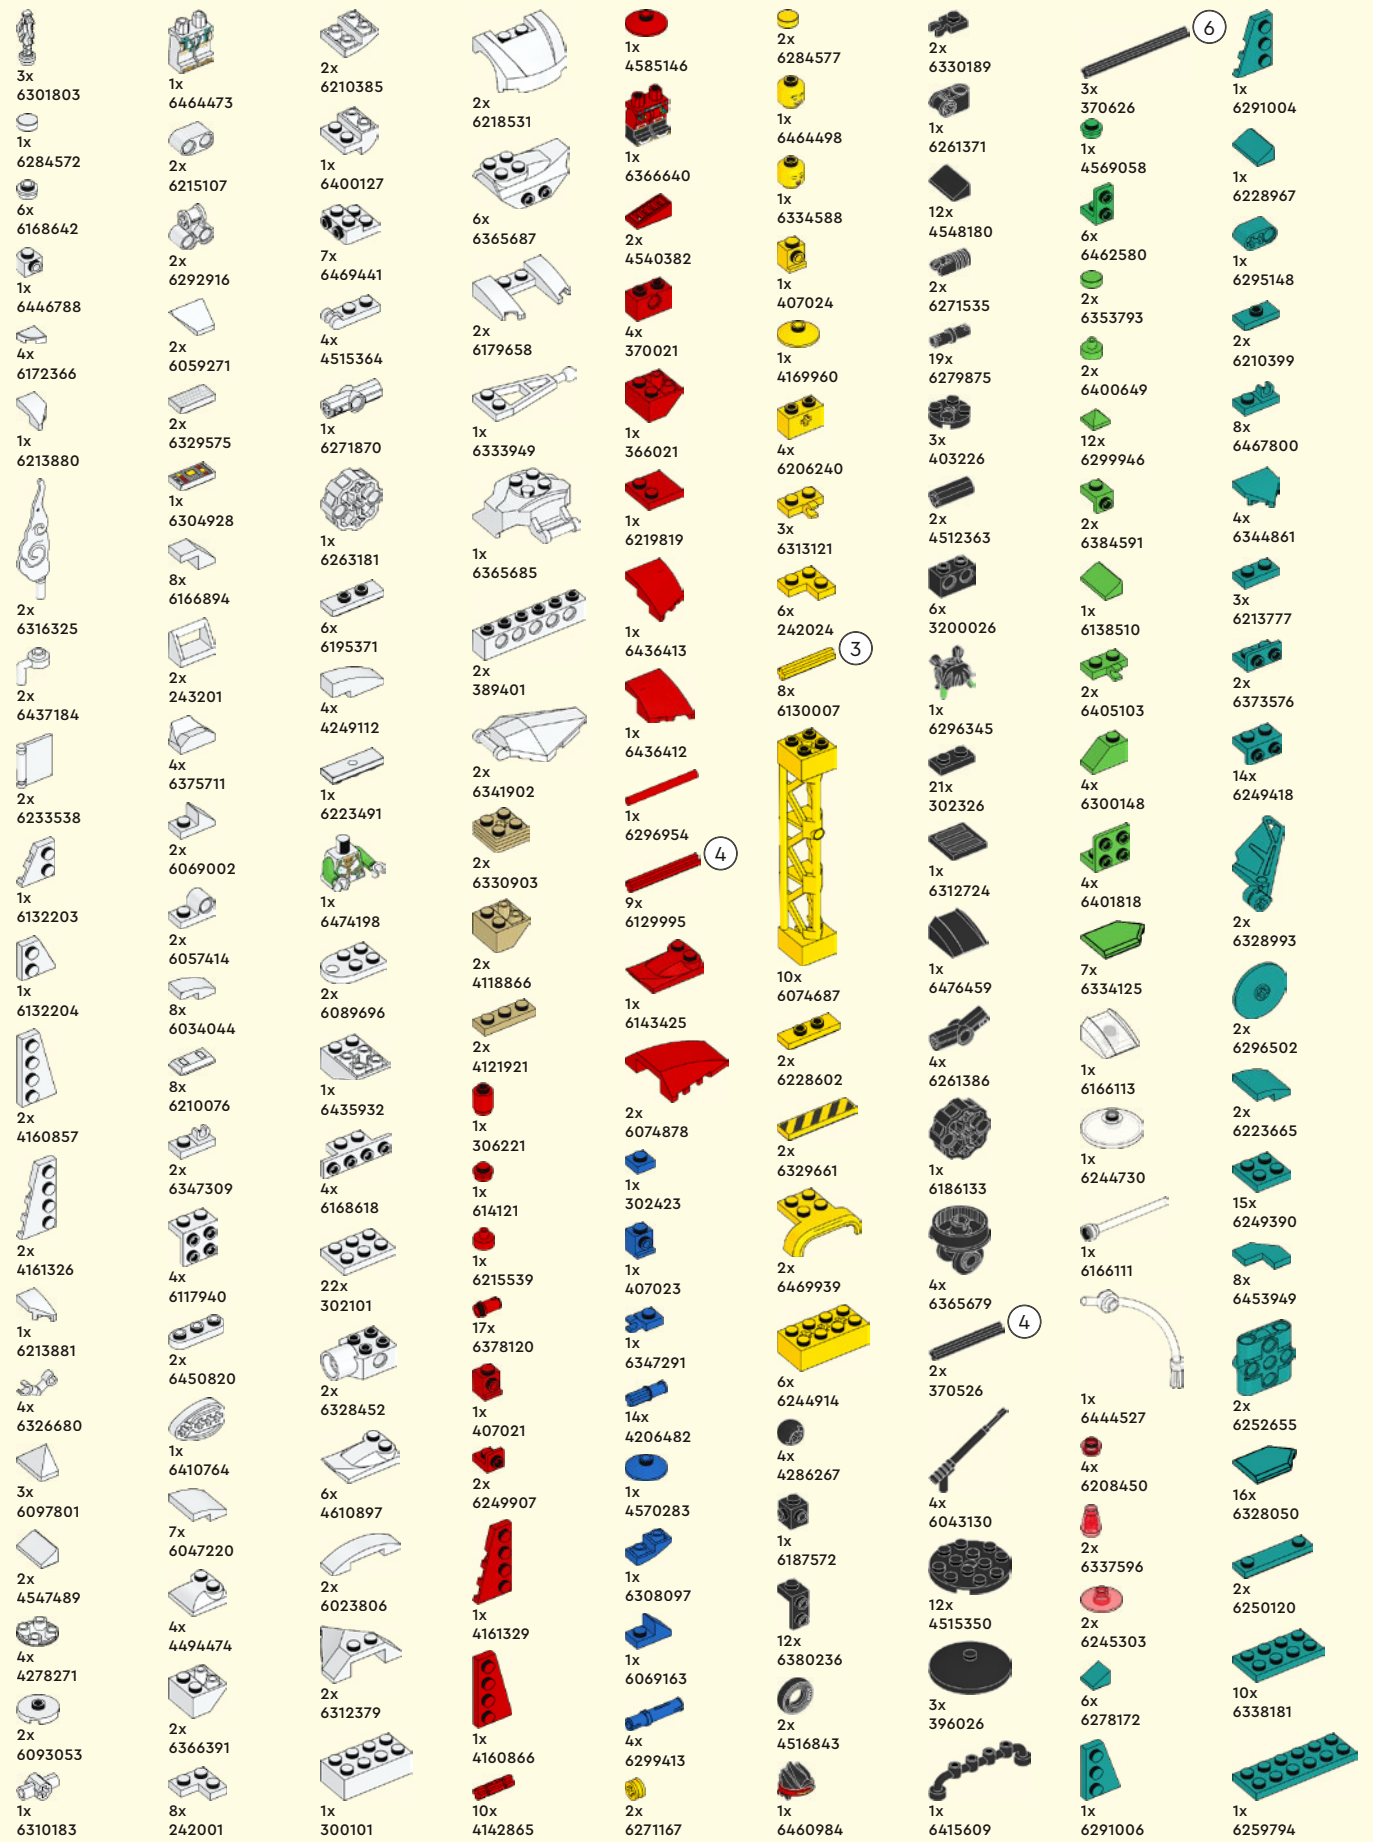 3x
6301803
1x
6284572
6x
6168642
1x
6446788
4x
6172366
1x
6213880
2x
6316325
2x
6437184
2x
6233538
1x
6132203
1x
6132204
2x
4160857
2x
4161326
1x
6213881
4x
6326680
3x
6097801
2x
4547489
4x
4278271
2x
6093053
1x
6310183
1x
6464473
2x
6215107
2x
6292916
2x
6059271
2x
6329575
1x
6304928
8x
6166894
2x
243201
4x
6375711
2x
6069002
2x
6057414
8x
6034044
8x
6210076
2x
6347309
4x
6117940
2x
6450820
1x
6410764
7x
6047220
4x
4494474
2x
6366391
8x
242001
2x
6210385
1x
6400127
7x
6469441
4x
4515364
1x
6271870
1x
6263181
6x
6195371
4x
4249112
1x
6223491
1x
6474198
2x
6089696
1x
6435932
4x
6168618
22x
302101
2x
6328452
6x
4610897
2x
6023806
2x
6312379
1x
300101
2x
6218531
6x
6365687
2x
6179658
1x
6333949
1x
6365685
2x
389401
2x
6341902
2x
6330903
2x
4118866
2x
4121921
1x
306221
1x
614121
1x
6215539
17x
6378120
1x
407021
2x
6249907
1x
4161329
1x
4160866
10x
4142865
1x
4585146
1x
6366640
2x
4540382
4x
370021
1x
366021
1x
6219819
1x
6436413
1x
6436412
1x
6296954
4
9x
6129995
1x
6143425
2x
6074878
1x
302423
1x
407023
1x
6347291
14x
4206482
1x
4570283
1x
6308097
1x
6069163
4x
6299413
2x
6271167
2x
6284577
1x
6464498
1x
6334588
1x
407024
1x
4169960
4x
6206240
3x
6313121
6x
242024
3
8x
6130007
10x
6074687
2x
6228602
2x
6329661
2x
6469939
6x
6244914
4x
4286267
1x
6187572
12x
6380236
2x
4516843
1x
6460984
2x
6330189
1x
6261371
12x
4548180
2x
6271535
19x
6279875
3x
403226
2x
4512363
6x
3200026
1x
6296345
21x
302326
1x
6312724
1x
6476459
4x
6261386
1x
6186133
4x
6365679
4
2x
370526
4x
6043130
12x
4515350
3x
396026
1x
6415609
6
3x
370626
1x
4569058
6x
6462580
2x
6353793
2x
6400649
12x
6299946
2x
6384591
1x
6138510
2x
6405103
4x
6300148
4x
6401818
7x
6334125
1x
6166113
1x
6244730
1x
6166111
1x
6444527
4x
6208450
2x
6337596
2x
6245303
6x
6278172
1x
6291006
1x
6291004
1x
6228967
1x
6295148
2x
6210399
8x
6467800
4x
6344861
3x
6213777
2x
6373576
14x
6249418
2x
6328993
2x
6296502
2x
6223665
15x
6249390
8x
6453949
2x
6252655
16x
6328050
2x
6250120
10x
6338181
1x
6259794